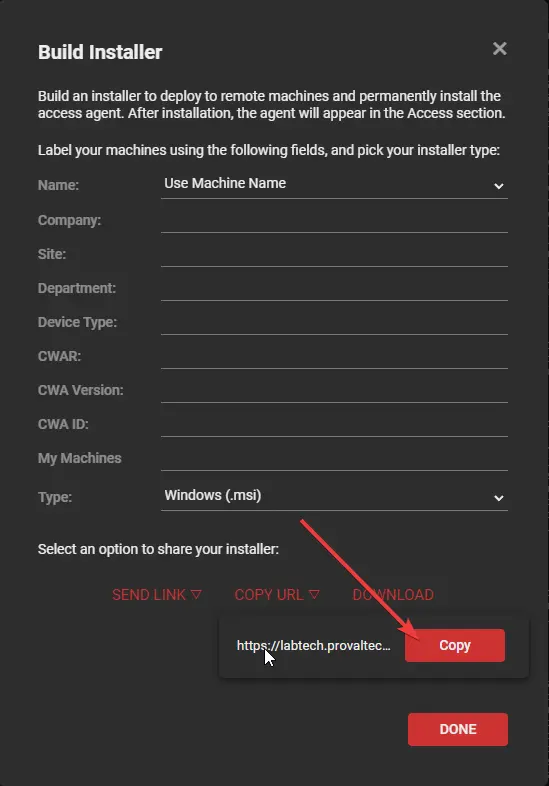 Build Installer
Build an installer to deploy to remote machines and permanently install the
access agent. After installation, the agent will appear in the Access section.
Label your machines using the following fields, and pick your installer type:
Name: Use Machine Name
Company:
Site:
Department:
Device Type:
CWAR:
CWA Version:
CWA ID:
My Machines
Type: Windows (.msi)
Select an option to share your installer:
SEND LINK ▽ COPY URL ▽ DOWNLOAD
https://labtech.provaltec... Copy
DONE